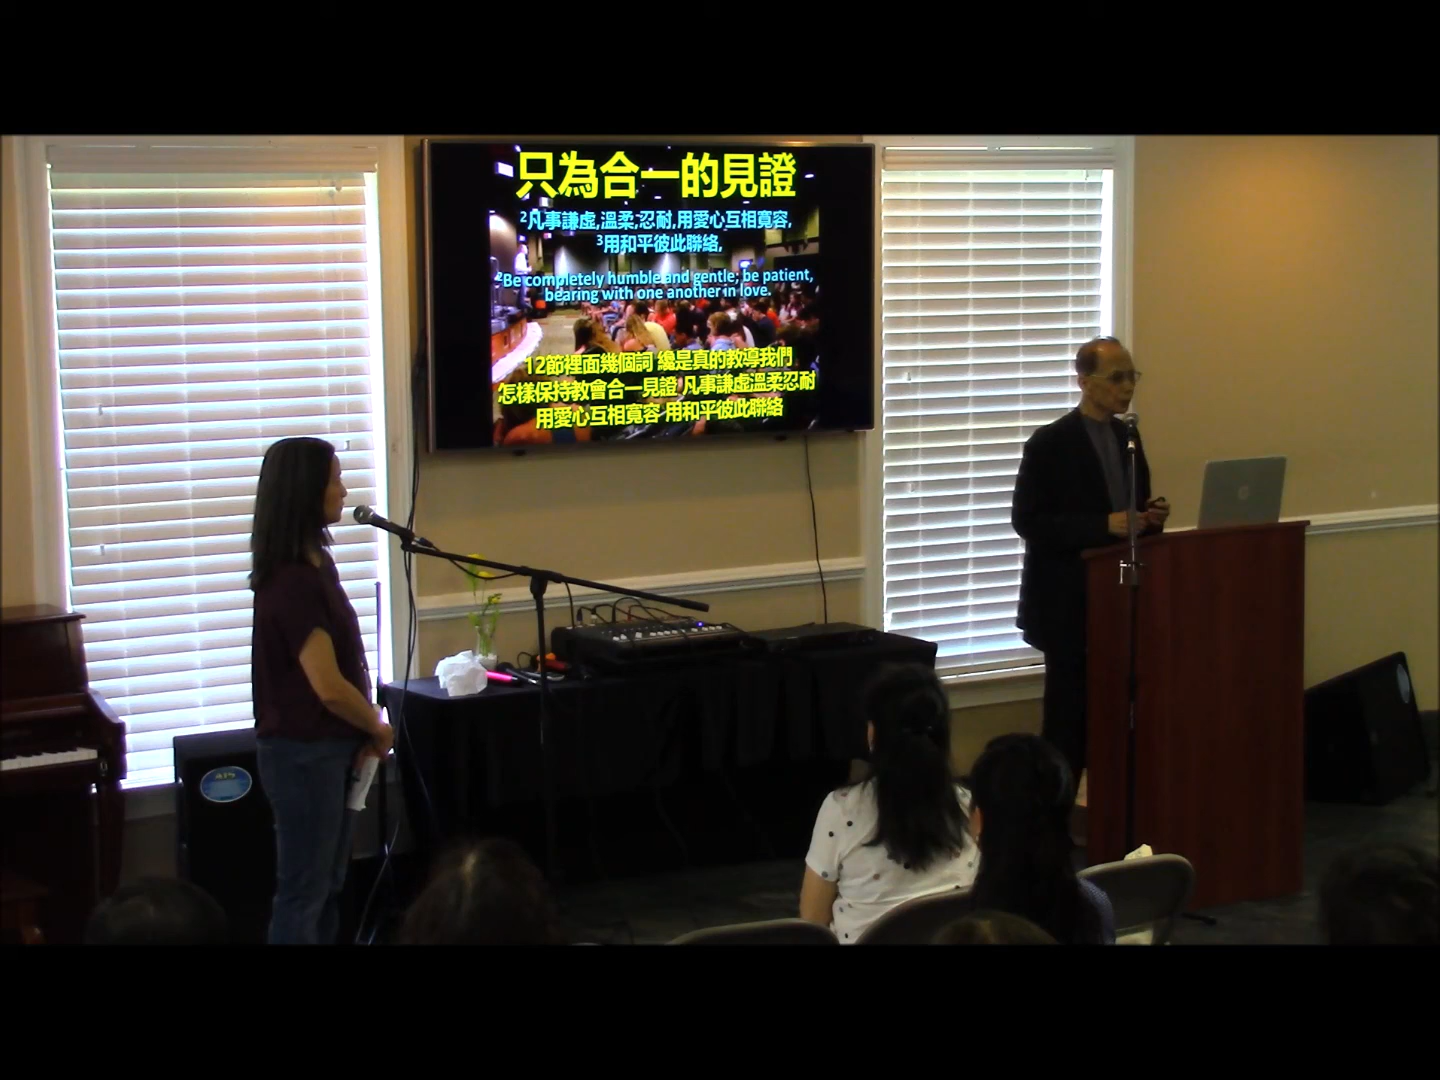 只為合一的見證
²凡事謙虛,溫柔,忍耐,用愛心互相寬容,
³用和平彼此聯絡,
²Be completely humble and gentle; be patient,
bearing with one another in love.
12節裡面幾個詞 纔是真的教導我們
怎樣保持教會合一見證 凡事謙虛溫柔忍耐
用愛心互相寬容 用和平彼此聯絡
hp